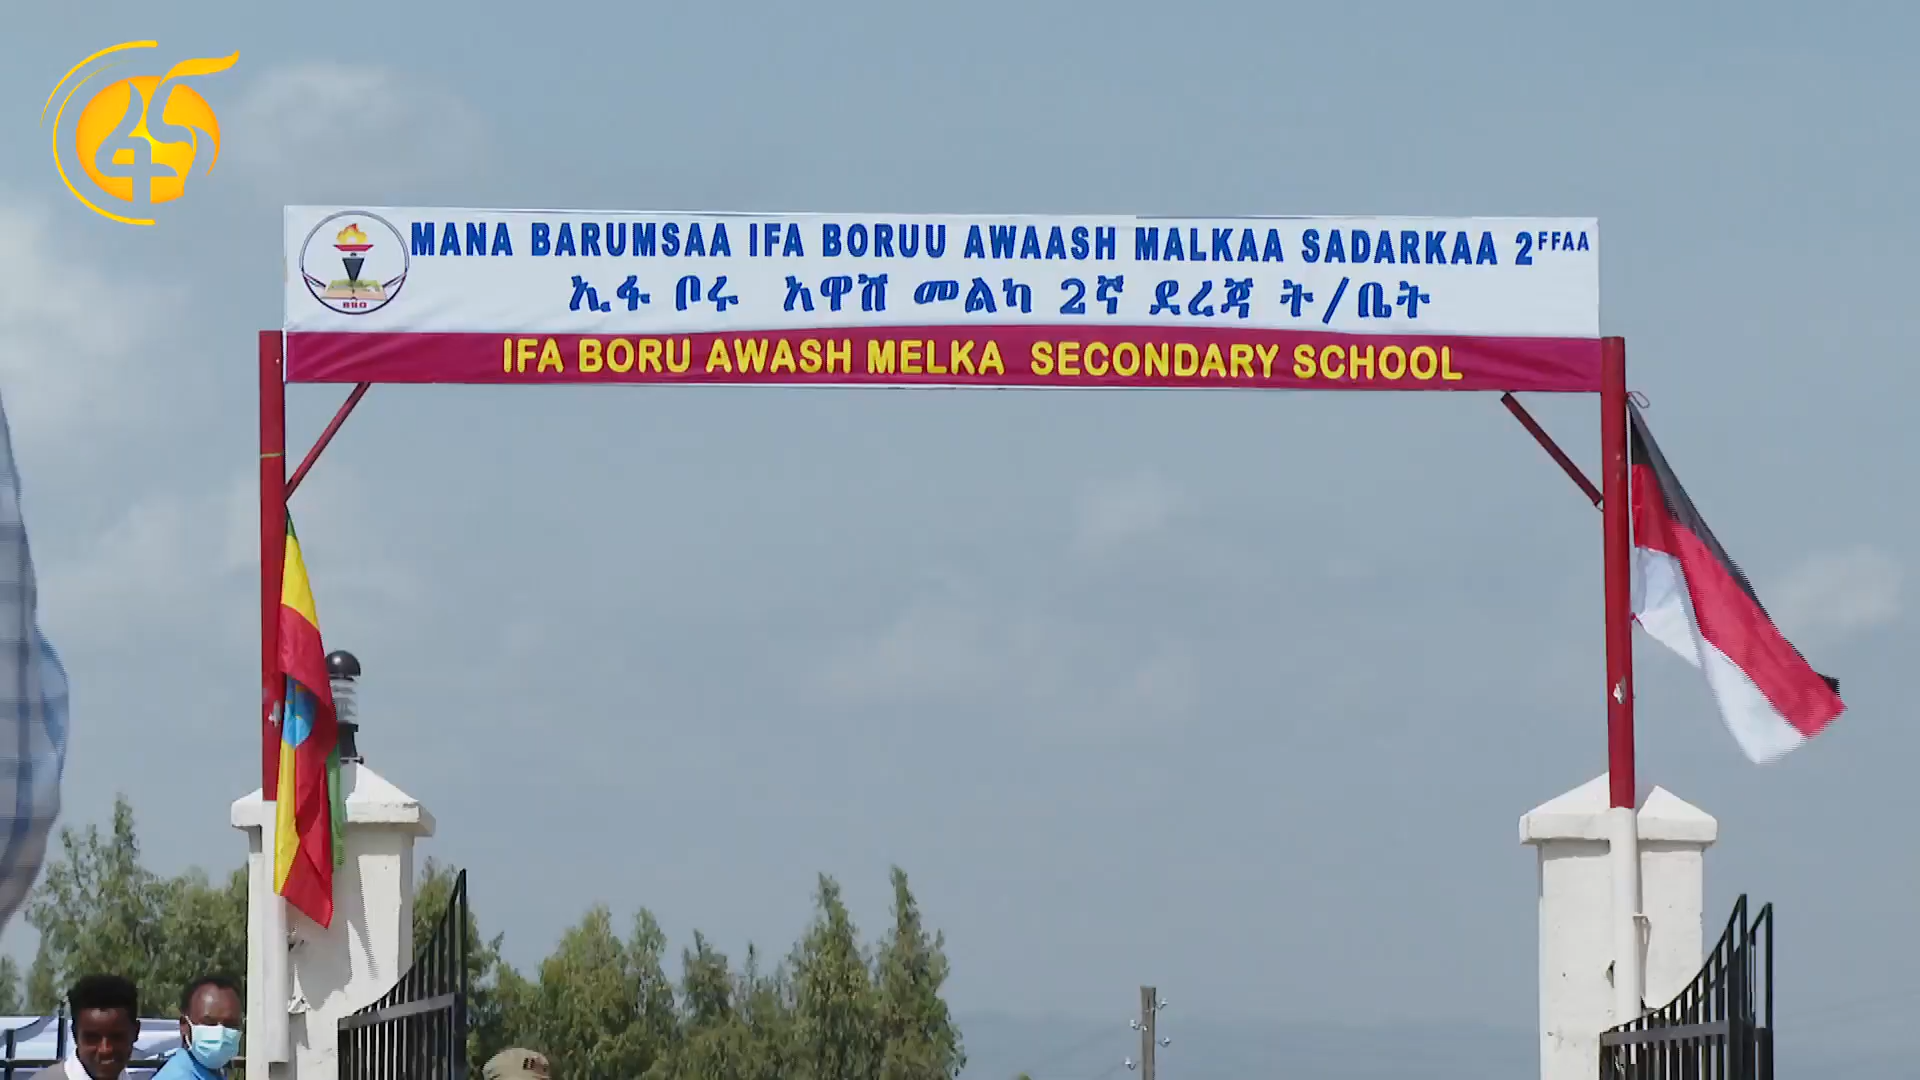 MANA BARUMSAA IFA BORUU AWAASH MALKAA SADARKAA 2FFAA
ኢፋ ቦሩ አዋሽ መልካ 2ኛ ደረጃ ት/ቤት
IFA BORU AWASH MELKA SECONDARY SCHOOL
BBO